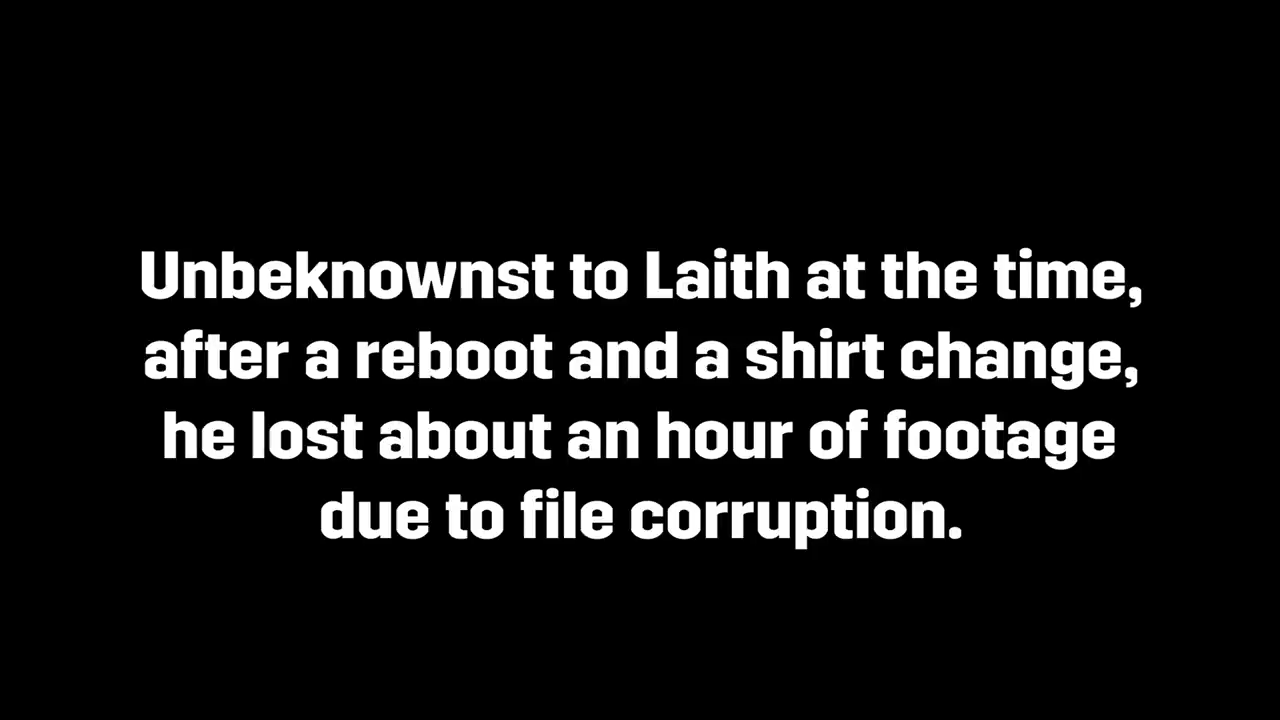 Unbeknownst to Laith at the time,
after a reboot and a shirt change,
he lost about an hour of footage
due to file corruption.